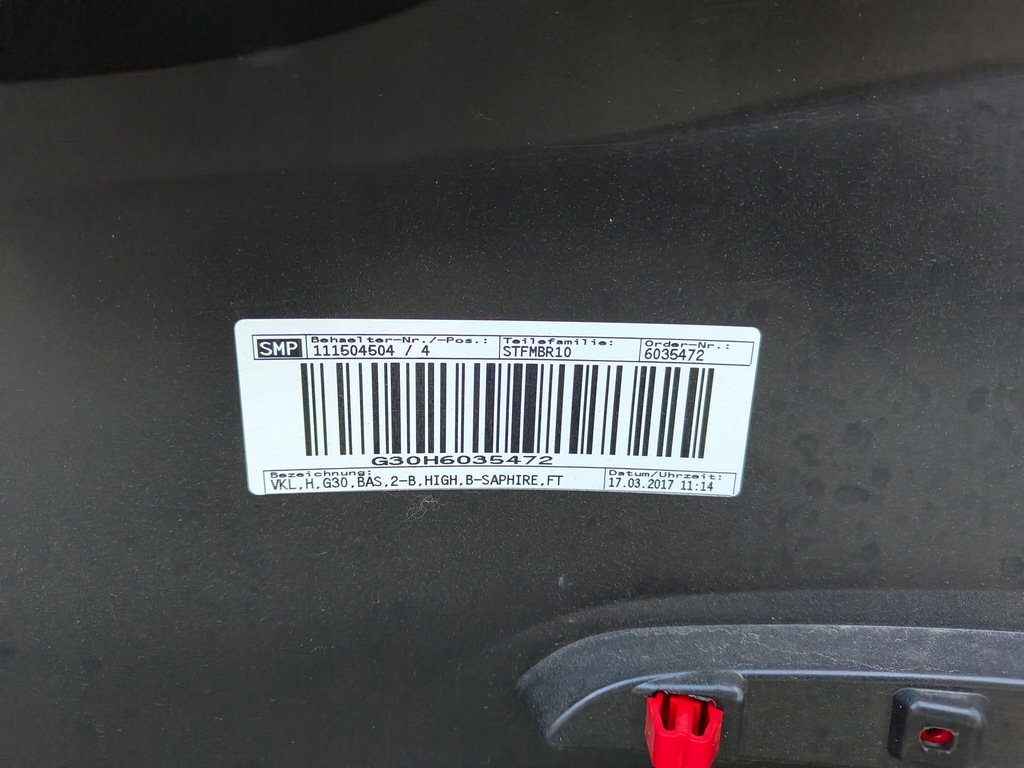 SMP
Behaelter-Nr./-Pos.:
111504504 / 4
Teilefamilie:
STFMBR10
Order-Nr.:
6035472
G30H6035472
Bezeichnung:
VKL,H,G30,BAS,2-B,HIGH,B-SAPHIRE,FT
Datum/Uhrzeit:
17.03.2017 11:14